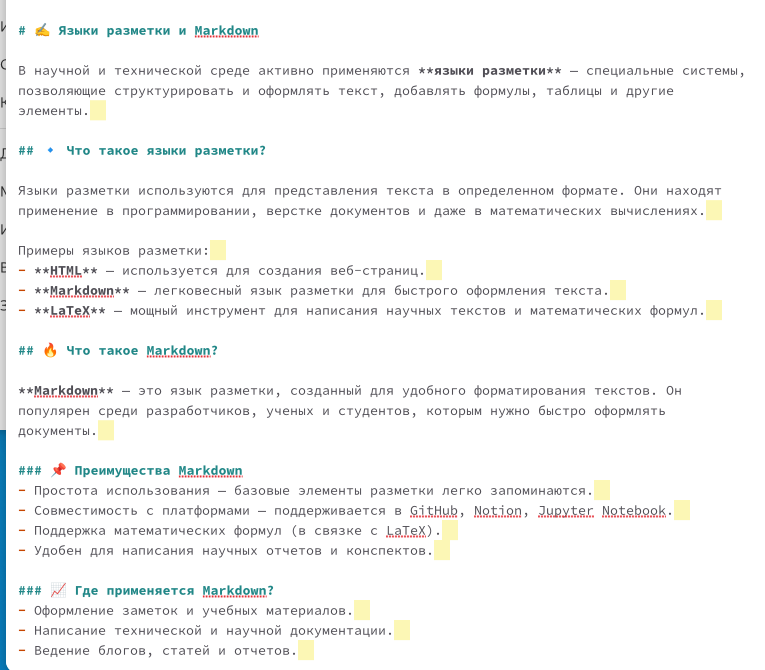 # ✍️ Языки разметки и Markdown
В научной и технической среде активно применяются **языки разметки** — специальные системы,
позволяющие структурировать и оформлять текст, добавлять формулы, таблицы и другие
элементы.
## 🔹 Что такое языки разметки?
Языки разметки используются для представления текста в определенном формате. Они находят
применение в программировании, верстке документов и даже в математических вычислениях.
Примеры языков разметки:
- **HTML** — используется для создания веб-страниц.
- **Markdown** — легковесный язык разметки для быстрого оформления текста.
- **LaTeX** — мощный инструмент для написания научных текстов и математических формул.
## 🔥 Что такое Markdown?
**Markdown** — это язык разметки, созданный для удобного форматирования текстов. Он
популярен среди разработчиков, ученых и студентов, которым нужно быстро оформлять
документы.
### 📌 Преимущества Markdown
- Простота использования — базовые элементы разметки легко запоминаются.
- Совместимость с платформами — поддерживается в GitHub, Notion, Jupyter Notebook.
- Поддержка математических формул (в связке с LaTeX).
- Удобен для написания научных отчетов и конспектов.
### 📈 Где применяется Markdown?
- Оформление заметок и учебных материалов.
- Написание технической и научной документации.
- Ведение блогов, статей и отчетов.